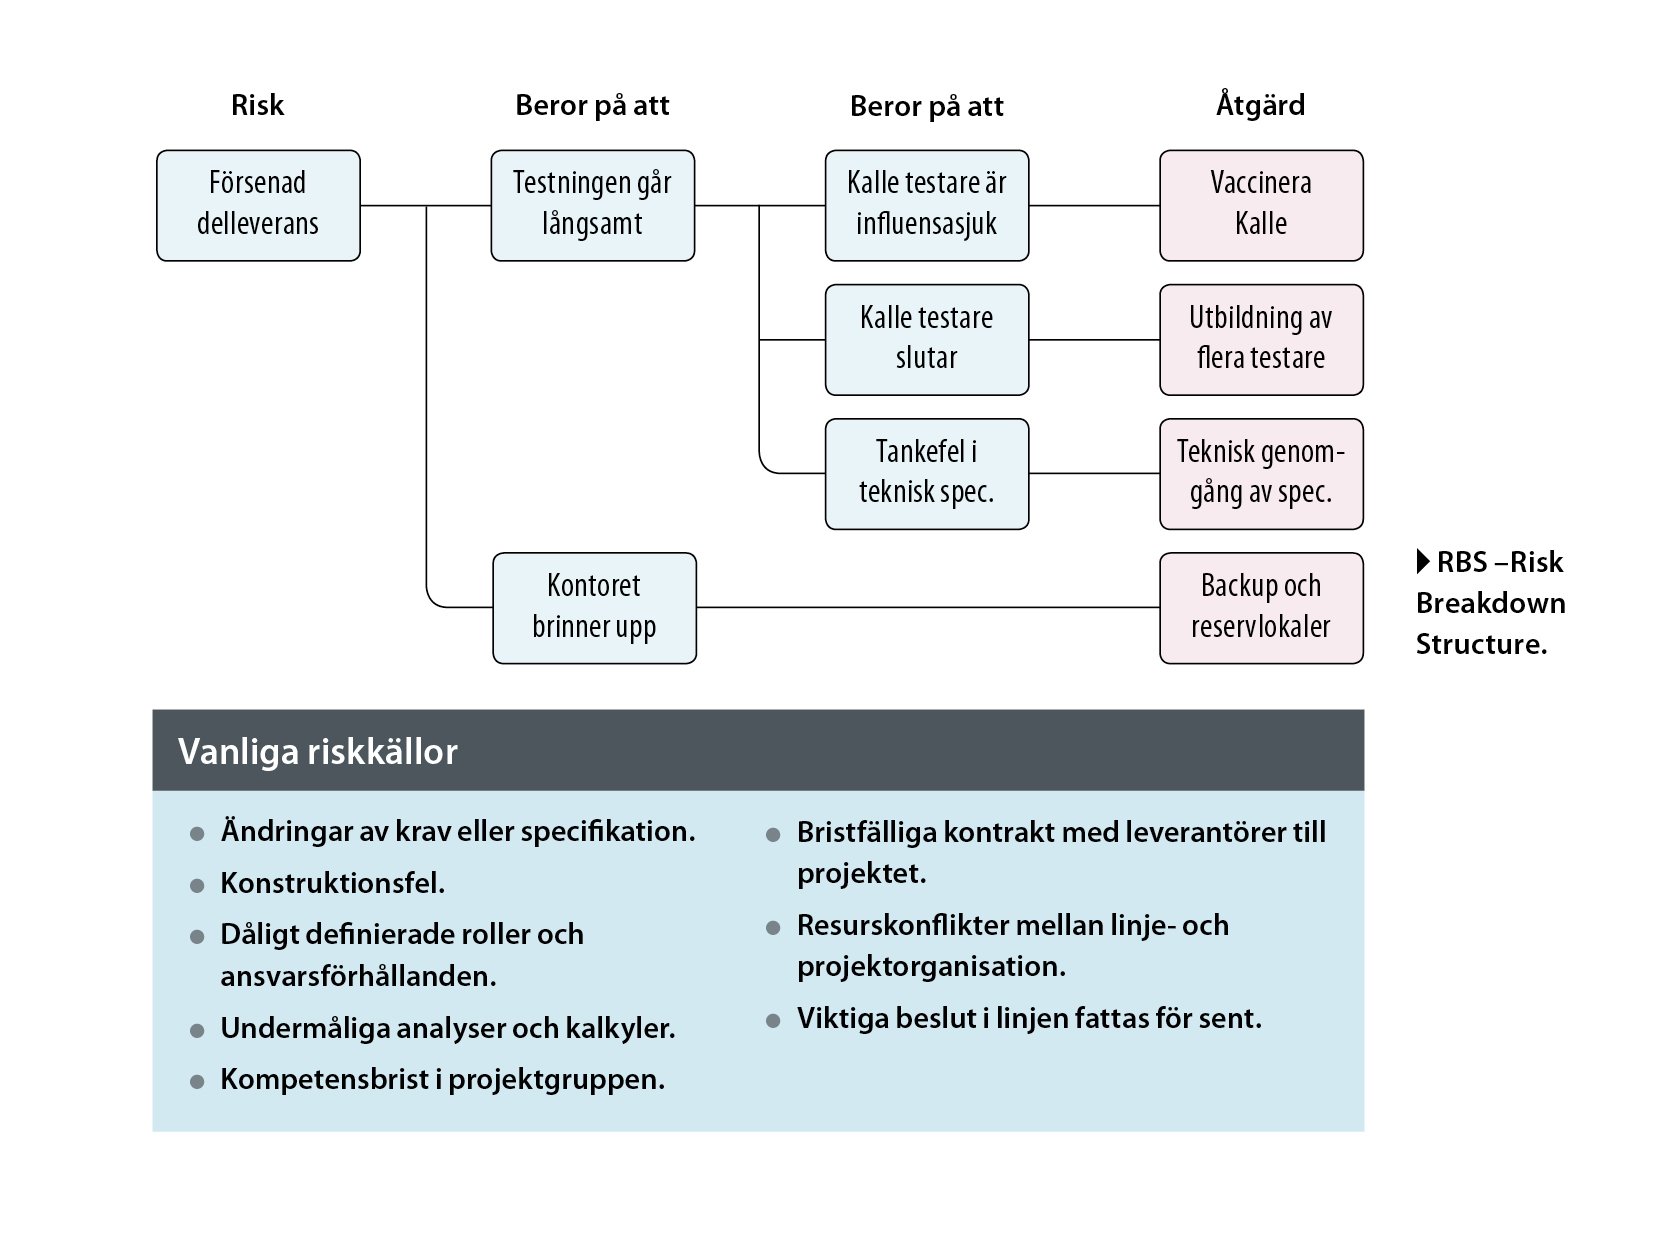 Risk
Beror på att
Beror på att
Åtgärd
Försenad
delleverans
Testningen går
långsamt
Kalle testare är
influensasjuk
Vaccinera
Kalle
Kalle testare
slutar
Utbildning av
flera testare
Tankefel i
teknisk spec.
Teknisk genom-
gång av spec.
Kontoret
brinner upp
Backup och
reservlokaler
RBS –Risk
Breakdown
Structure.
Vanliga riskkällor
Ändringar av krav eller specifikation.
Konstruktionsfel.
Dåligt definierade roller och
ansvarsförhållanden.
Undermåliga analyser och kalkyler.
Kompetensbrist i projektgruppen.
Bristfälliga kontrakt med leverantörer till
projektet.
Resurskonflikter mellan linje- och
projektorganisation.
Viktiga beslut i linjen fattas för sent.